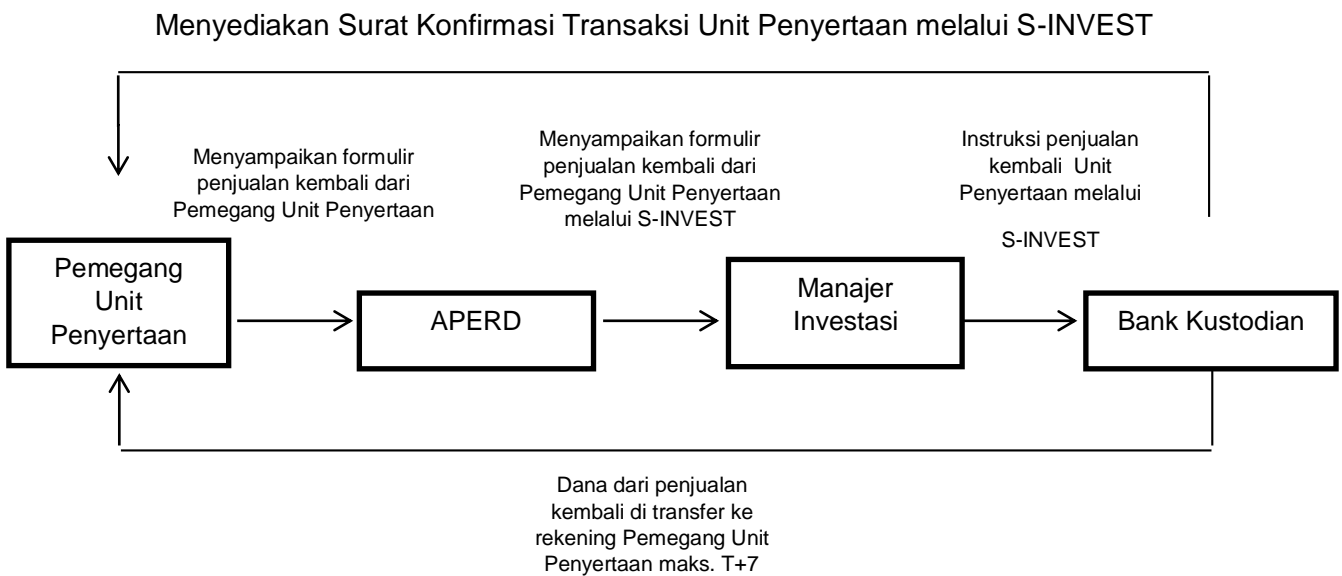 Menyediakan Surat Konfirmasi Transaksi Unit Penyertaan melalui S-INVEST
Menyampaikan formulir
penjualan kembali dari
Pemegang Unit Penyertaan
Menyampaikan formulir
penjualan kembali dari
Pemegang Unit Penyertaan
melalui S-INVEST
Instruksi penjualan
kembali Unit
Penyertaan melalui
S-INVEST
Pemegang
Unit
Penyertaan
APERD
Manajer
Investasi
Bank Kustodian
Dana dari penjualan
kembali di transfer ke
rekening Pemegang Unit
Penyertaan maks. T+7